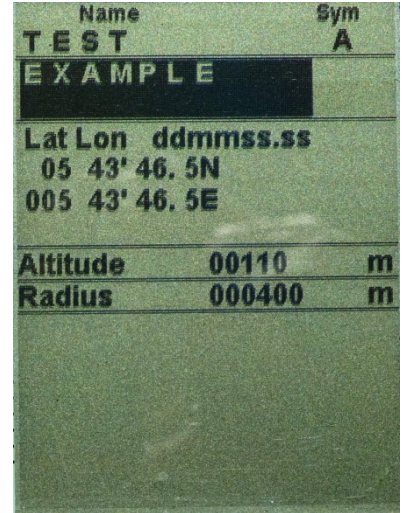 Name Sym
TEST A
EXAMPLE
Lat Lon ddmmss.ss
05 43' 46.5N
005 43' 46.5E
Altitude 00110 m
Radius 000400 m